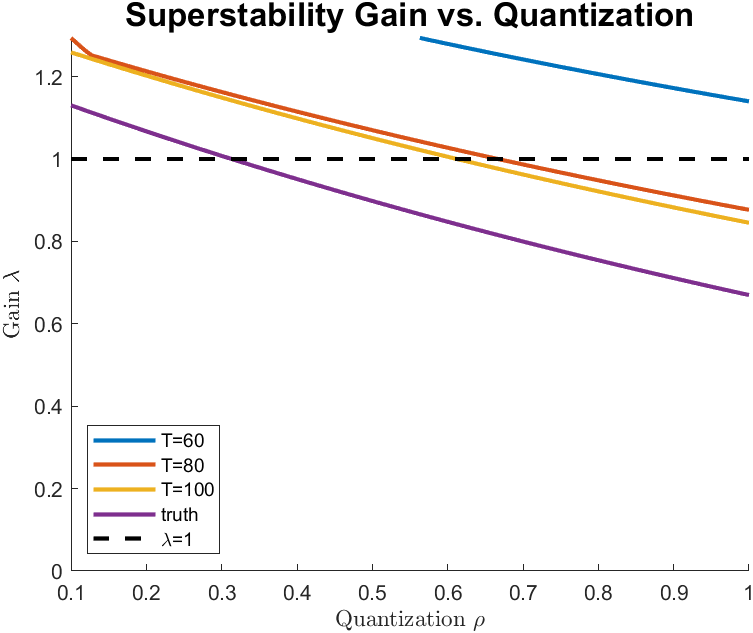 Superstability Gain vs. Quantization
1.2
1
0.8
0.6
0.4
0.2
0
Gain λ
T=60
T=80
T=100
truth
λ=1
0.1 0.2 0.3 0.4 0.5 0.6 0.7 0.8 0.9 1
Quantization ρ